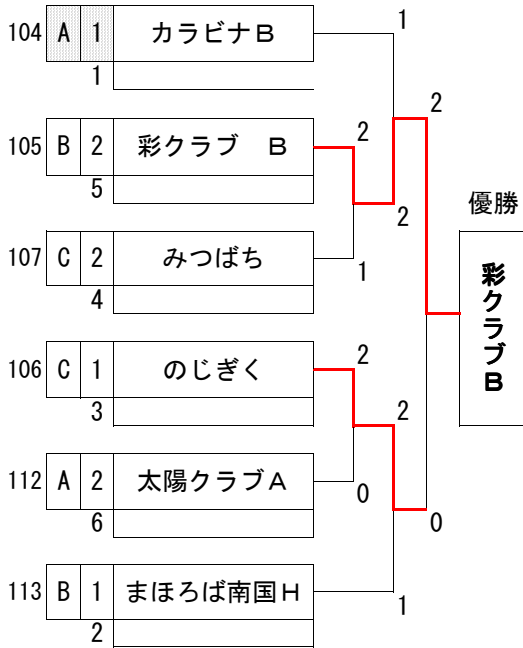 104 A 1 カラビナB 1
1
2
105 B 2 彩クラブ　B 2
5
2
優勝
107 C 2 みつばち 1
4
彩クラブB
106 C 1 のじぎく 2
3
2
112 A 2 太陽クラブA 0
6
0
113 B 1 まほろば南国H 1
2